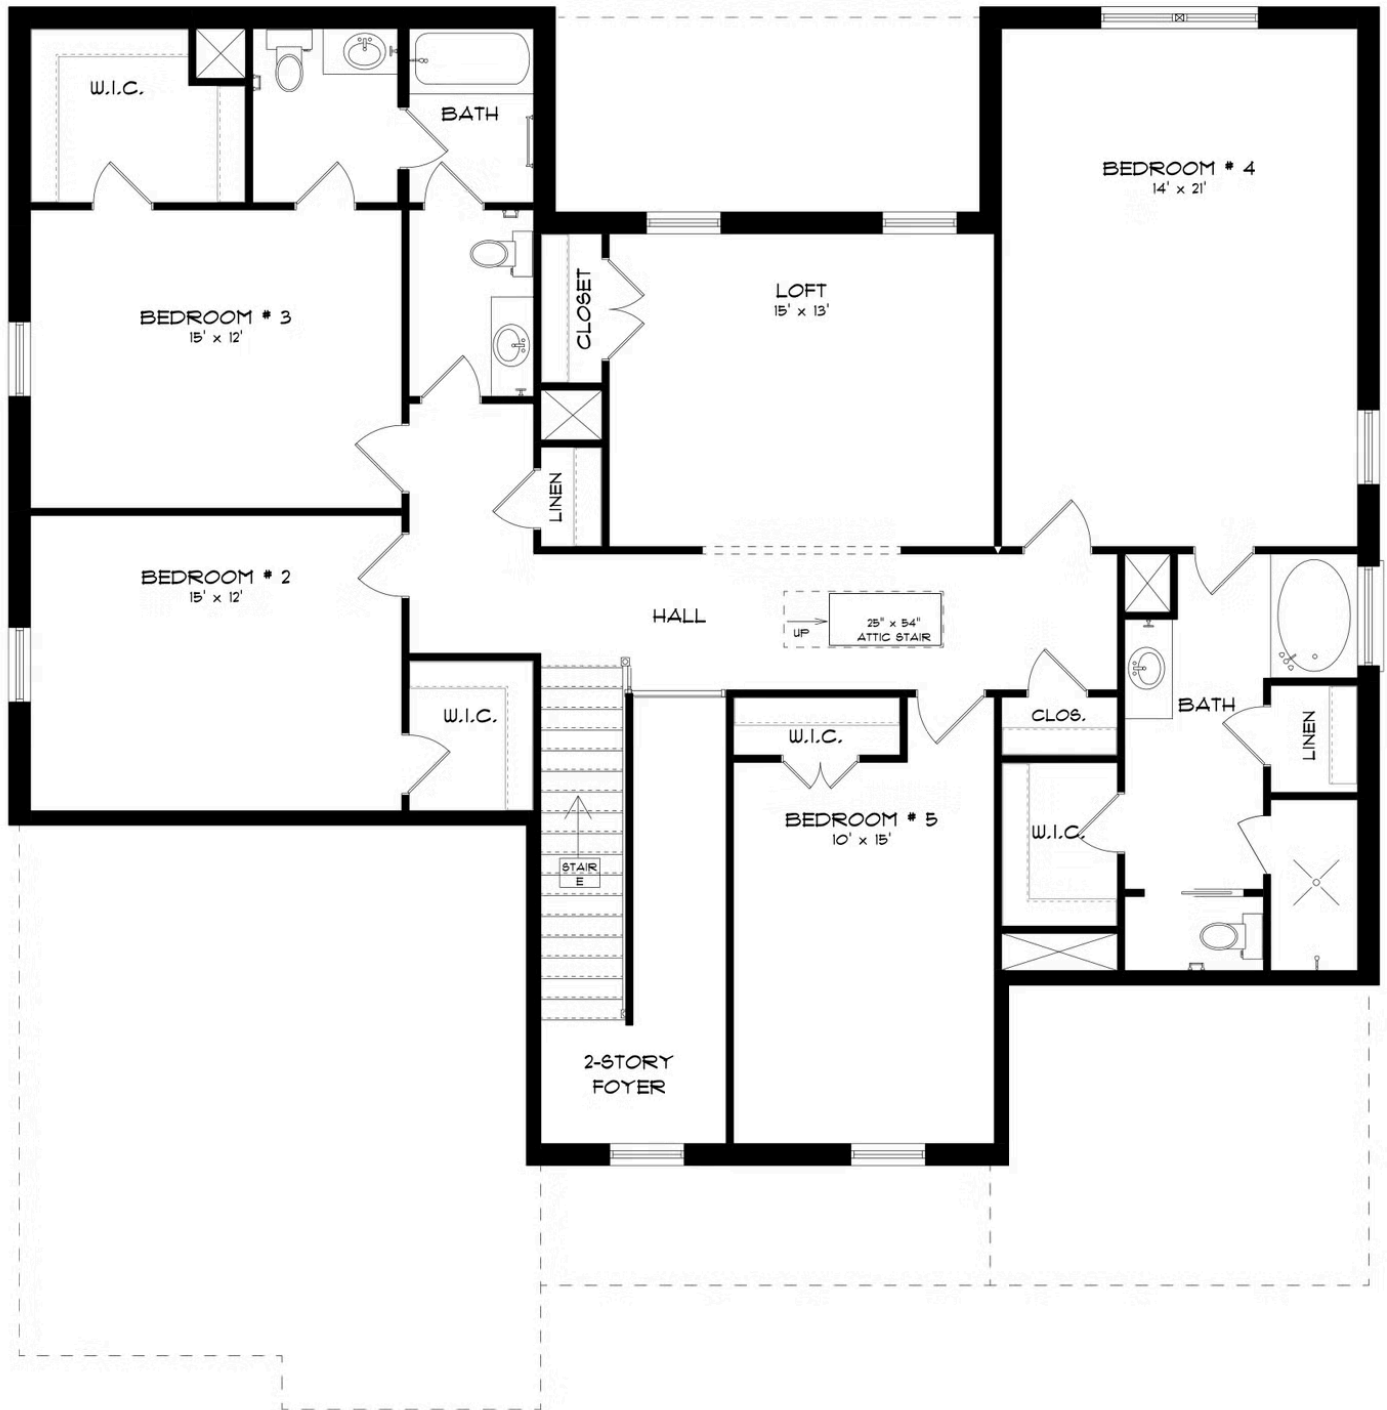 W.I.C.
BATH
BEDROOM # 4
14' x 21'
BEDROOM # 3
15' x 12'
CLOSET
LOFT
15' x 13'
LINEN
BEDROOM # 2
15' x 12'
HALL
UP
25" x 54"
ATTIC STAIR
W.I.C.
W.I.C.
CLOS.
BATH
LINEN
BEDROOM # 5
10' x 15'
W.I.C.
STAIR
E
2-STORY
FOYER